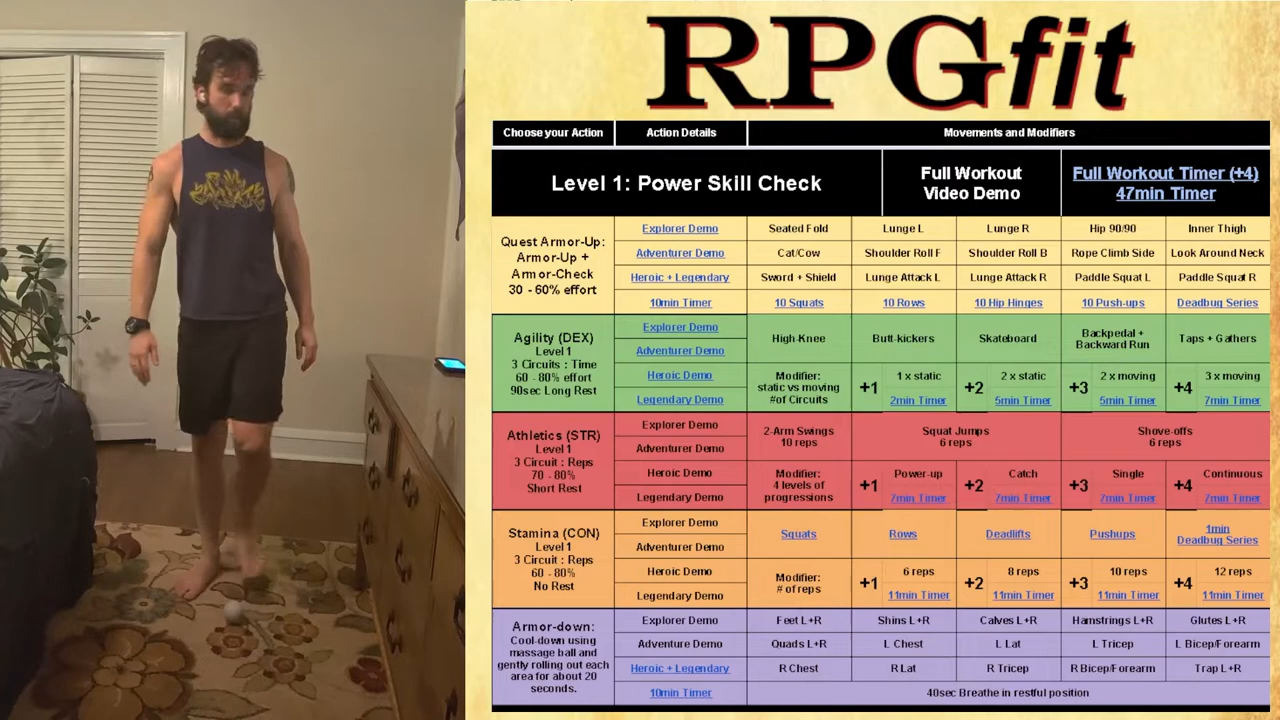 RPGfit
Choose your Action
Action Details
Movements and Modifiers
Level 1: Power Skill Check
Full Workout
Video Demo
Full Workout Timer (+4)
47min Timer
Quest Armor-Up:
Armor-Up +
Armor-Check
30 - 60% effort
Explorer Demo
Seated Fold
Lunge L
Lunge R
Hip 90/90
Inner Thigh
Adventurer Demo
Cat/Cow
Shoulder Roll F
Shoulder Roll B
Rope Climb Side
Look Around Neck
Heroic + Legendary
Sword + Shield
Lunge Attack L
Lunge Attack R
Paddle Squat L
Paddle Squat R
10min Timer
10 Squats
10 Rows
10 Hip Hinges
10 Push-ups
Deadbug Series
Agility (DEX)
Level 1
3 Circuits : Time
60 - 80% effort
90sec Long Rest
Explorer Demo
Adventurer Demo
High-Knee
Butt-kickers
Skateboard
Backpedal +
Backward Run
Taps + Gathers
Heroic Demo
Legendary Demo
Modifier:
static vs moving
#of Circuits
+1
1 x static
2min Timer
+2
2 x static
5min Timer
+3
2 x moving
5min Timer
+4
3 x moving
7min Timer
Athletics (STR)
Level 1
3 Circuit : Reps
70 - 80%
Short Rest
Explorer Demo
Adventurer Demo
2-Arm Swings
10 reps
Squat Jumps
6 reps
Shove-offs
6 reps
Heroic Demo
Legendary Demo
Modifier:
4 levels of
progressions
+1
Power-up
7min Timer
+2
Catch
7min Timer
+3
Single
7min Timer
+4
Continuous
7min Timer
Stamina (CON)
Level 1
3 Circuit : Reps
60 - 80%
No Rest
Explorer Demo
Adventurer Demo
Squats
Rows
Deadlifts
Pushups
1min
Deadbug Series
Heroic Demo
Legendary Demo
Modifier:
# of reps
+1
6 reps
11min Timer
+2
8 reps
11min Timer
+3
10 reps
11min Timer
+4
12 reps
11min Timer
Armor-down:
Cool-down using
massage ball and
gently rolling out each
area for about 20
seconds.
Explorer Demo
Feet L+R
Shins L+R
Calves L+R
Hamstrings L+R
Glutes L+R
Adventure Demo
Quads L+R
L Chest
L Lat
L Tricep
L Bicep/Forearm
Heroic + Legendary
R Chest
R Lat
R Tricep
R Bicep/Forearm
Trap L+R
10min Timer
40sec Breathe in restful position